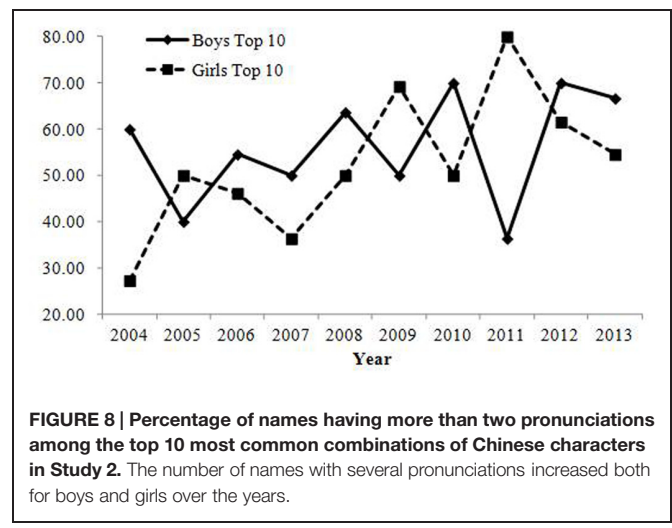 80.00
70.00
60.00
50.00
40.00
30.00
20.00
Boys Top 10
Girls Top 10
2004 2005 2006 2007 2008 2009 2010 2011 2012 2013
Year
FIGURE 8 | Percentage of names having more than two pronunciations
among the top 10 most common combinations of Chinese characters
in Study 2. The number of names with several pronunciations increased both
for boys and girls over the years.